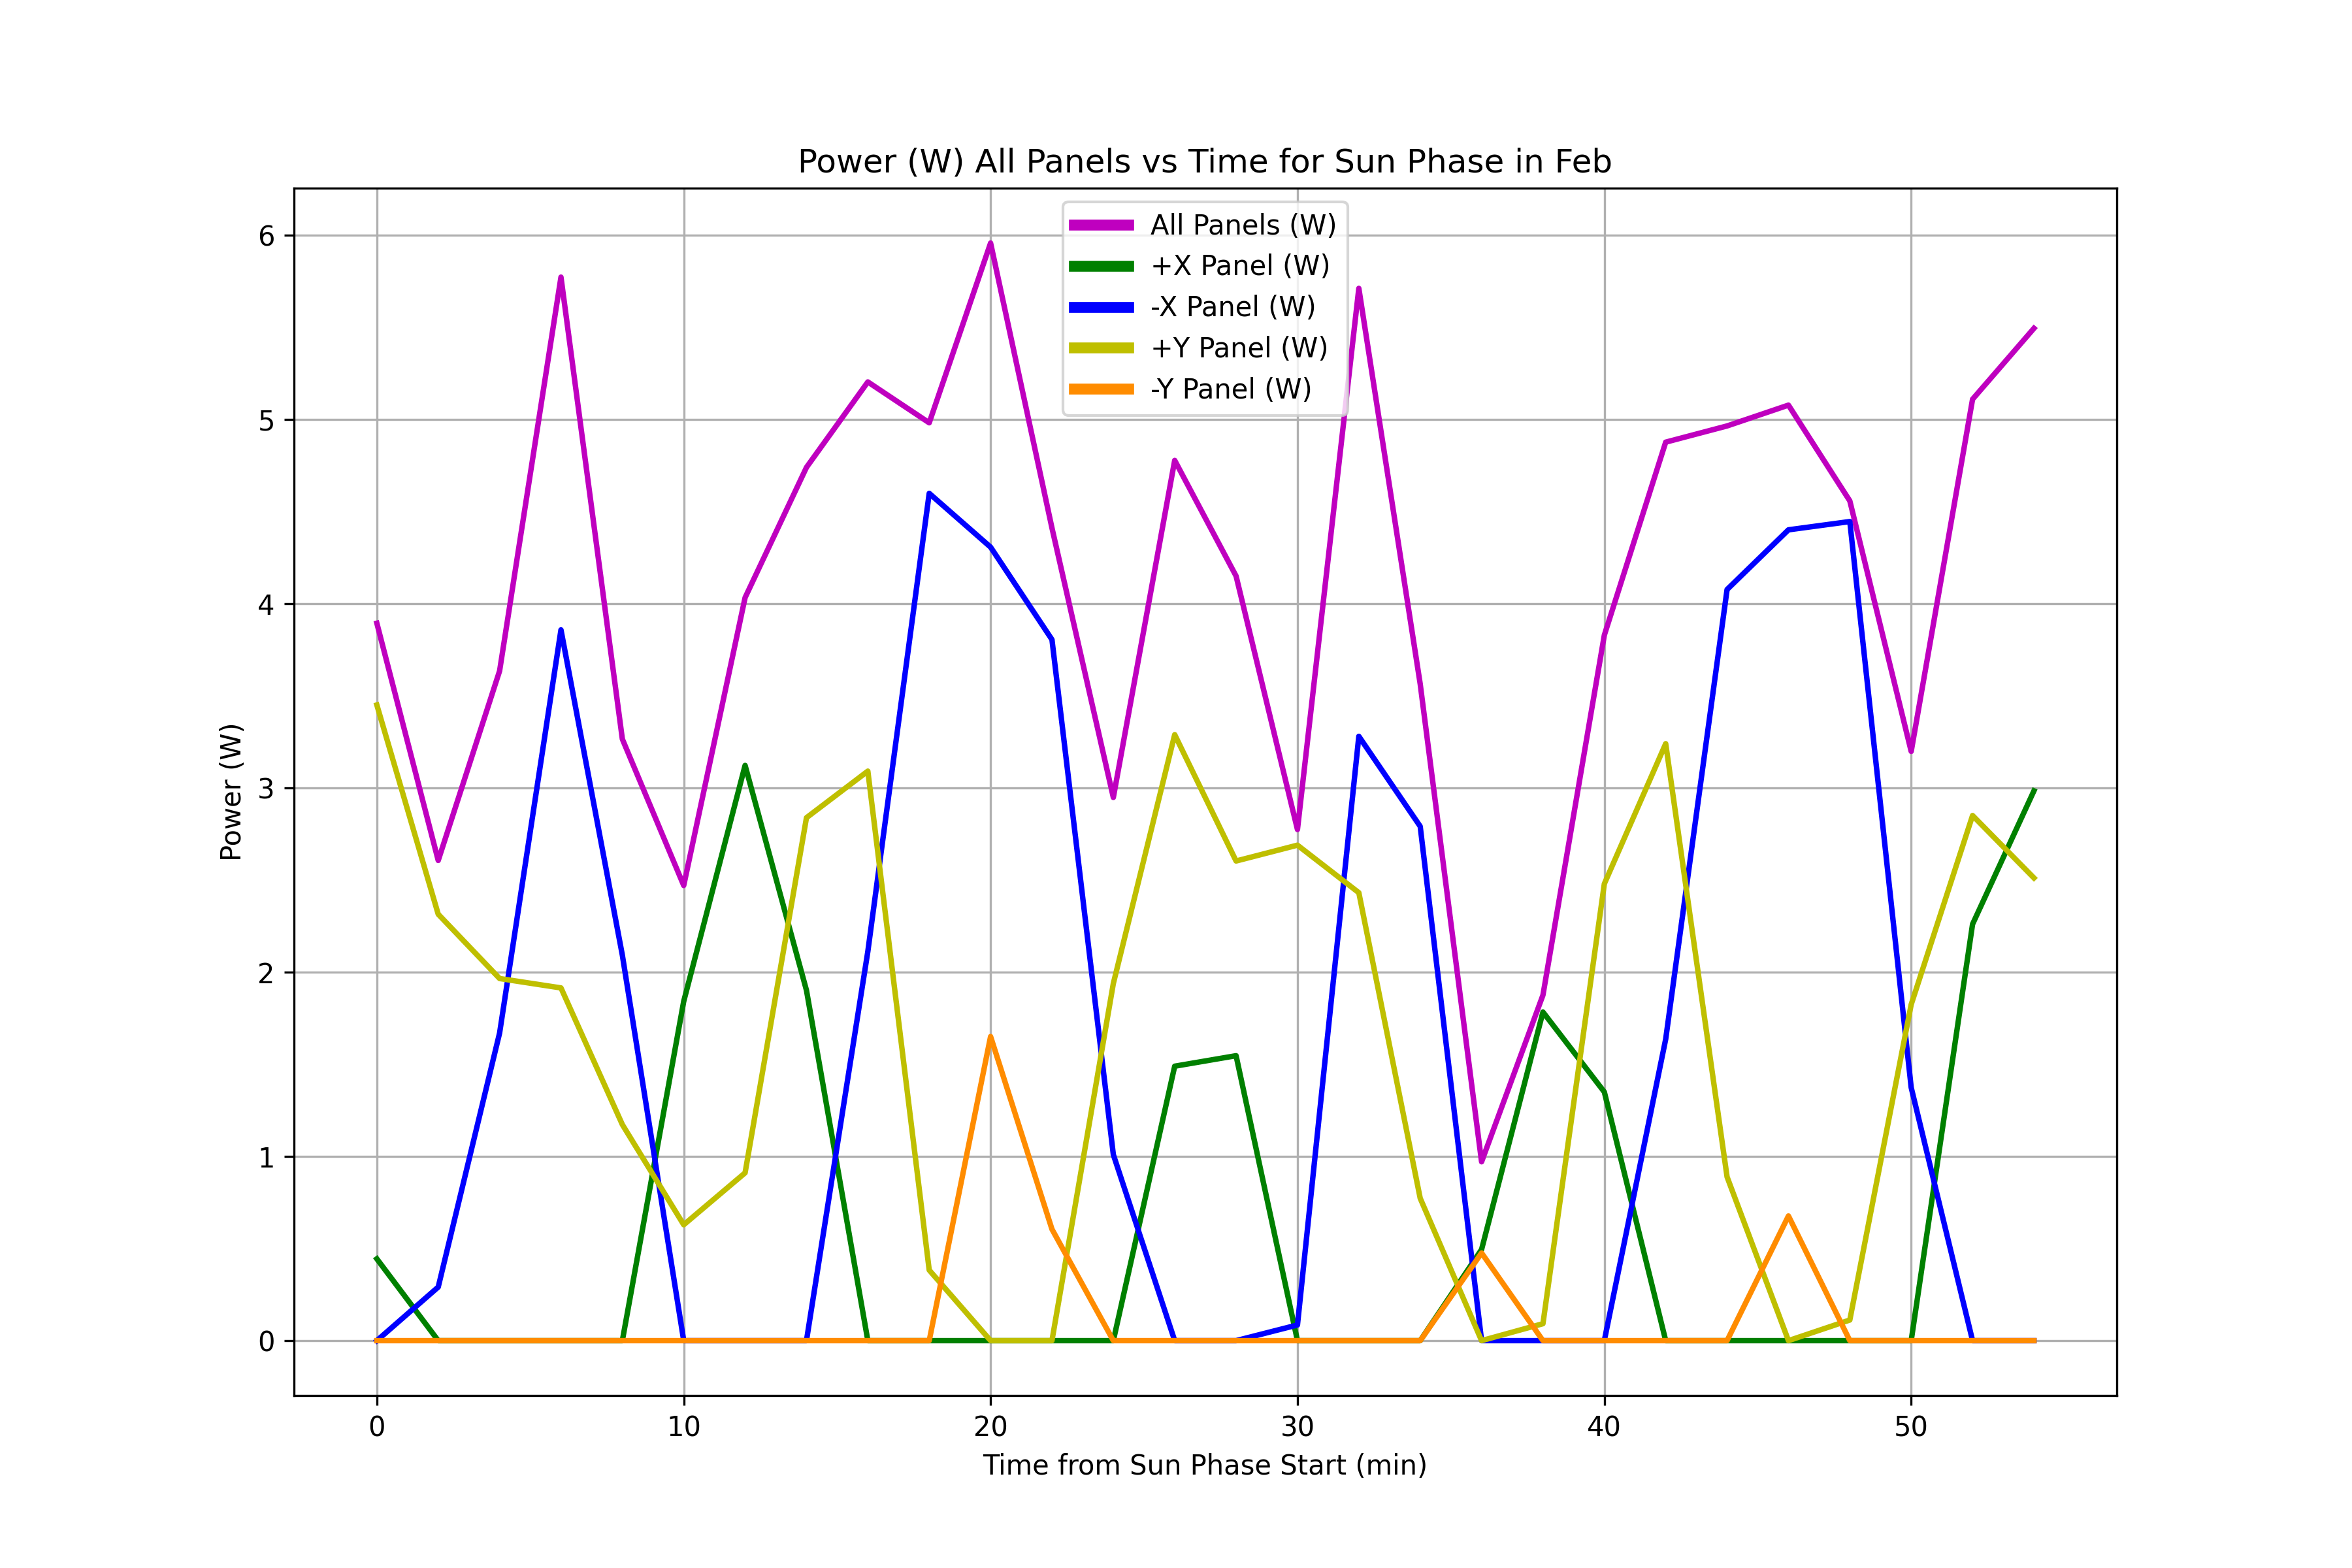 Power (W) All Panels vs Time for Sun Phase in Feb
All Panels (W)
+X Panel (W)
-X Panel (W)
+Y Panel (W)
-Y Panel (W)
Power (W)
6
5
4
3
2
1
0
0 10 20 30 40 50
Time from Sun Phase Start (min)